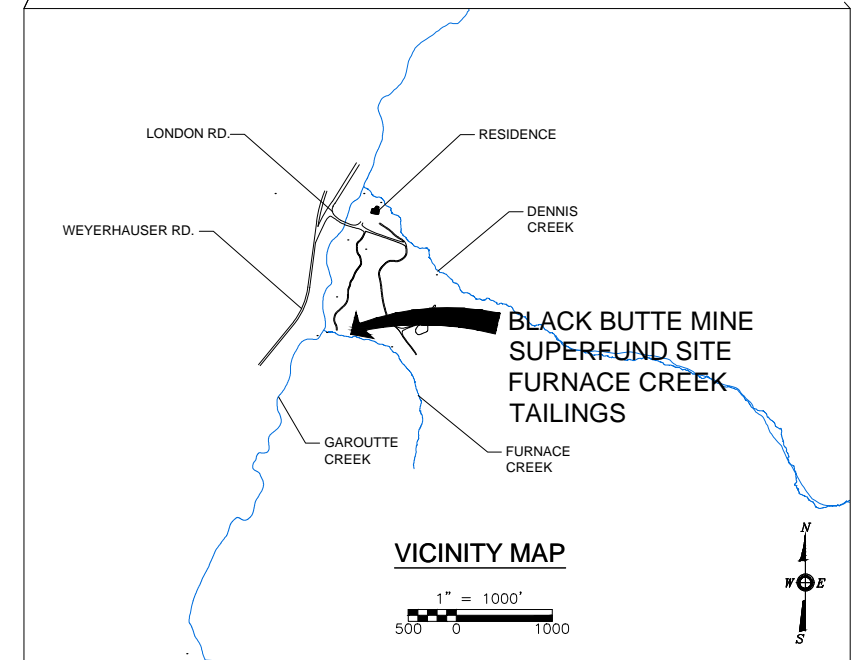 LONDON RD.
RESIDENCE
WEYERHAUSER RD.
DENNIS
CREEK
BLACK BUTTE MINE
SUPERFUND SITE
FURNACE CREEK
TAILINGS
GAROUTTE
CREEK
FURNACE
CREEK
VICINITY MAP
1" = 1000'
500 0 1000
N
W E
S